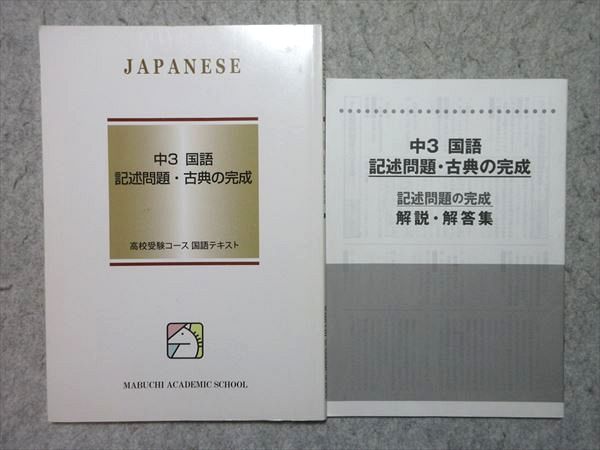 JAPANESE
中3 国語
記述問題・古典の完成
高校受験コース 国語テキスト
MABUCHI ACADEMIC SCHOOL
中3 国語
記述問題・古典の完成
記述問題の完成
解説・解答集